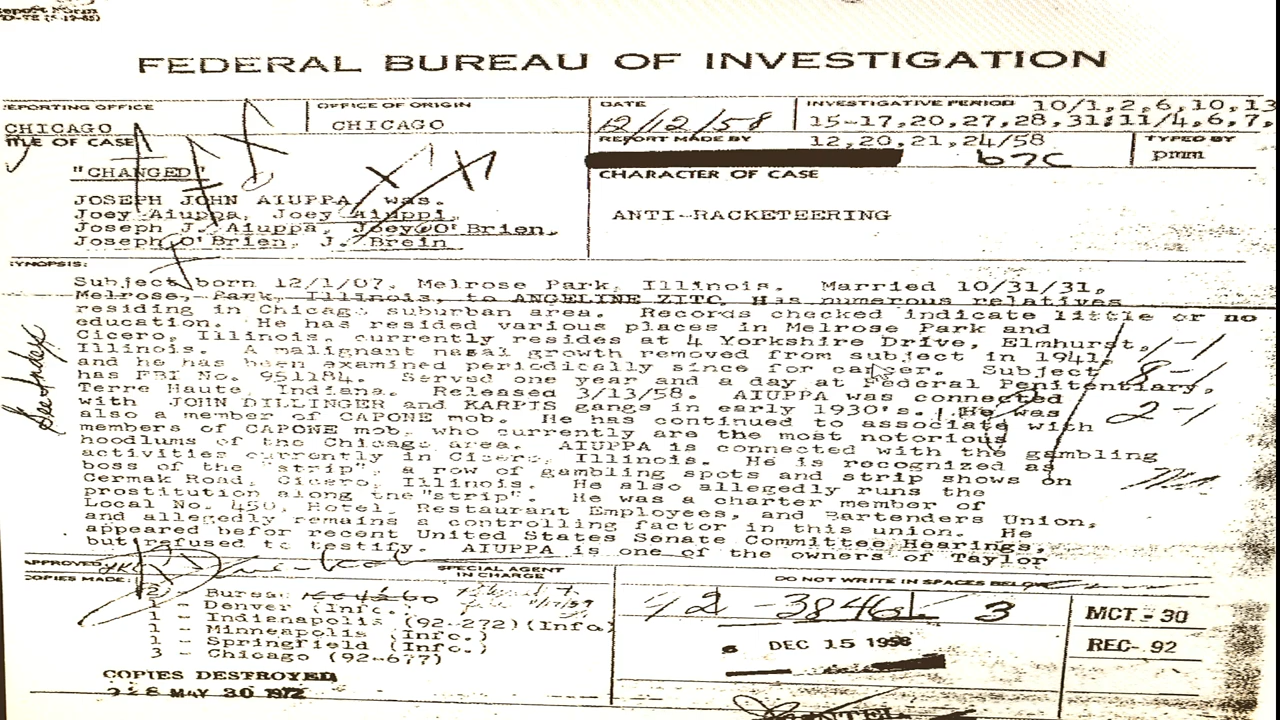 Report Form
FEDERAL BUREAU OF INVESTIGATION
REPORTING OFFICE
CHICAGO
OFFICE OF ORIGIN
CHICAGO
DATE
12/12/58
INVESTIGATIVE PERIOD 10/1,2,6,10,13
15-17,20,27,28,31;11/4,6,7,
12,20,21,24/58
TITLE OF CASE
REPORT MADE BY
b7C
TYPED BY
pmm
"CHANGED"
JOSEPH JOHN AIUPPA, was.
Joey Aiuppa, Joey Aiuppi,
Joseph J. Aiuppa, Joey O'Brien,
Joseph O'Brien, J. Brein
CHARACTER OF CASE
ANTI-RACKETEERING
SYNOPSIS:
Subject born 12/1/07, Melrose Park, Illinois. Married 10/31/31,
Melrose, Park, Illinois, to ANGELINE ZITO. Has numerous relatives
residing in Chicago suburban area. Records checked indicate little or no
education. He has resided various places in Melrose Park and
Cicero, Illinois, currently resides at 4 Yorkshire Drive, Elmhurst,
Illinois. A malignant nasal growth removed from subject in 1941,
and he has been examined periodically since for cancer. Subject
has FBI No. 951184. Served one year and a day at Federal Penitentiary,
Terre Haute, Indiana. Released 3/13/58. AIUPPA was connected
with JOHN DILLINGER and KARPIS gangs in early 1930's. He was
also a member of CAPONE mob. He has continued to associate with
members of CAPONE mob, who currently are the most notorious
hoodlums of the Chicago area. AIUPPA is connected with the gambling
activities currently in Cicero, Illinois. He is recognized as
boss of the "strip", a row of gambling spots and strip shows on
Cermak Road, Cicero, Illinois. He also allegedly runs the
prostitution along the "strip". He was a charter member of
Local No. 450, Hotel, Restaurant Employees, and Bartenders Union,
and allegedly remains a controlling factor in this union. He
appeared befor recent United States Senate Committee Hearings,
but refused to testify. AIUPPA is one of the owners of Taylor
See Index
1-1
8-1
2-1
APPROVED
SPECIAL AGENT
IN CHARGE
DO NOT WRITE IN SPACES BELOW
COPIES MADE:
2 - Bureau
1 - Denver (Info.)
1 - Indianapolis (92-272)(Info)
1 - Minneapolis (Info.)
1 - Springfield (Info.)
3 - Chicago (92-677)
COPIES DESTROYED
MAY 30 1972
92 -3846 - 3
DEC 15 1958
MCT - 30
REC- 92